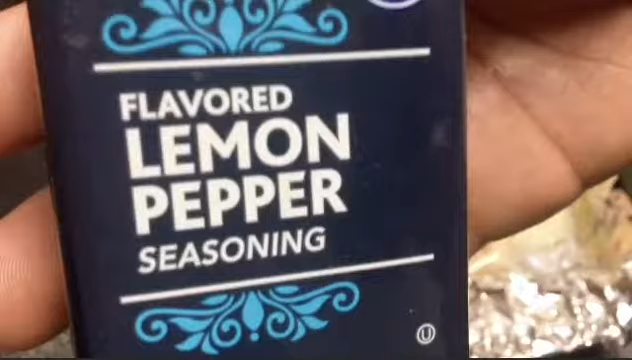 FLAVORED
LEMON
PEPPER
SEASONING
U